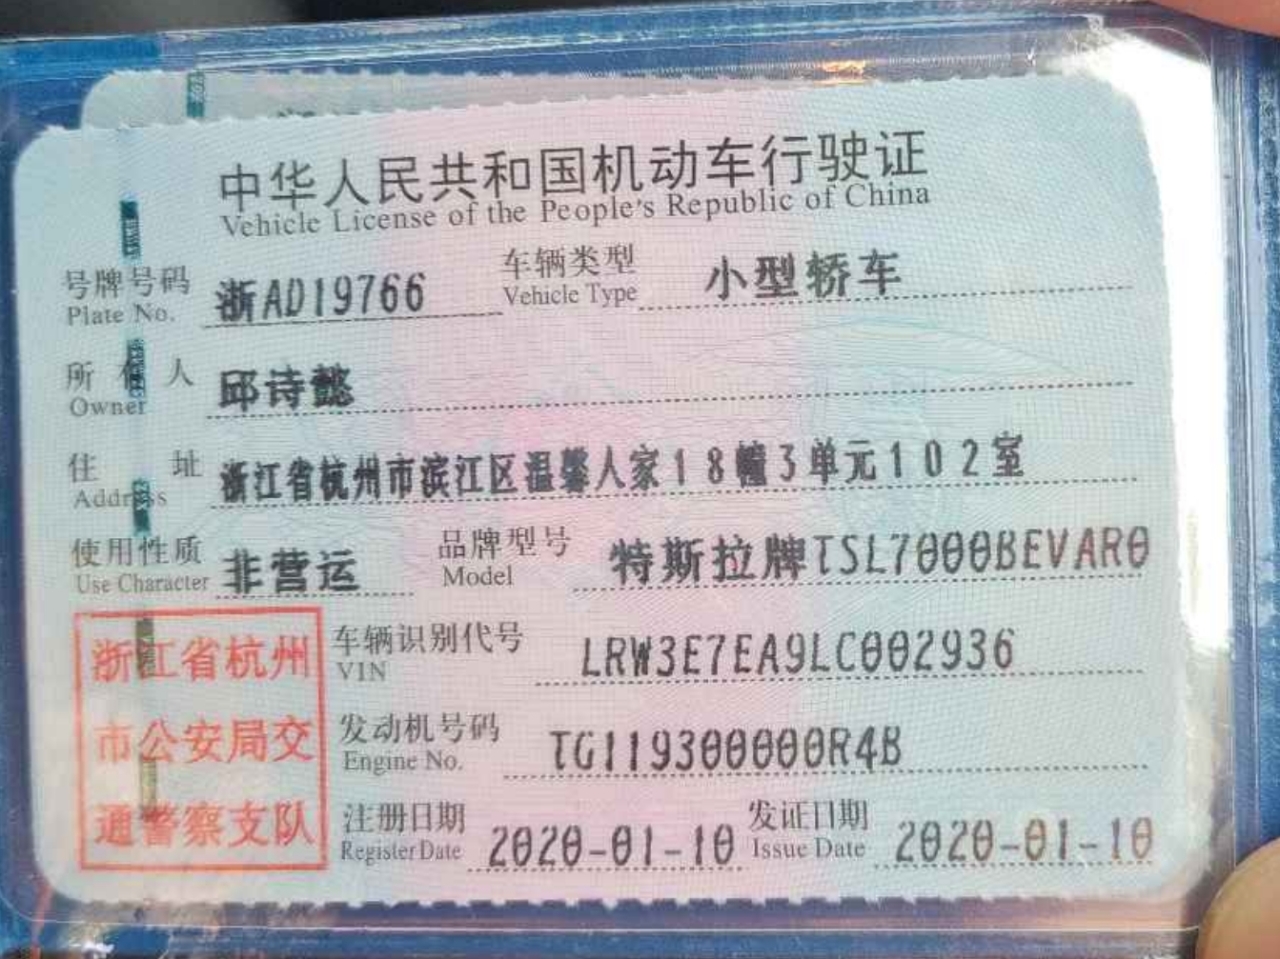 中华人民共和国机动车行驶证
Vehicle License of the People's Republic of China
号牌号码 浙AD19766 车辆类型 小型轿车
Plate No. Vehicle Type
所有人 邱诗懿
Owner
住址 浙江省杭州市滨江区温馨人家18幢3单元102室
Address
使用性质 非营运 品牌型号 特斯拉牌TSL7000BEVAR0
Use Character Model
浙江省杭州 车辆识别代号 LRW3E7EA9LC002936
VIN
市公安局交 发动机号码 TG119300000R4B
Engine No.
通警察支队 注册日期 2020-01-10 发证日期 2020-01-10
Register Date Issue Date